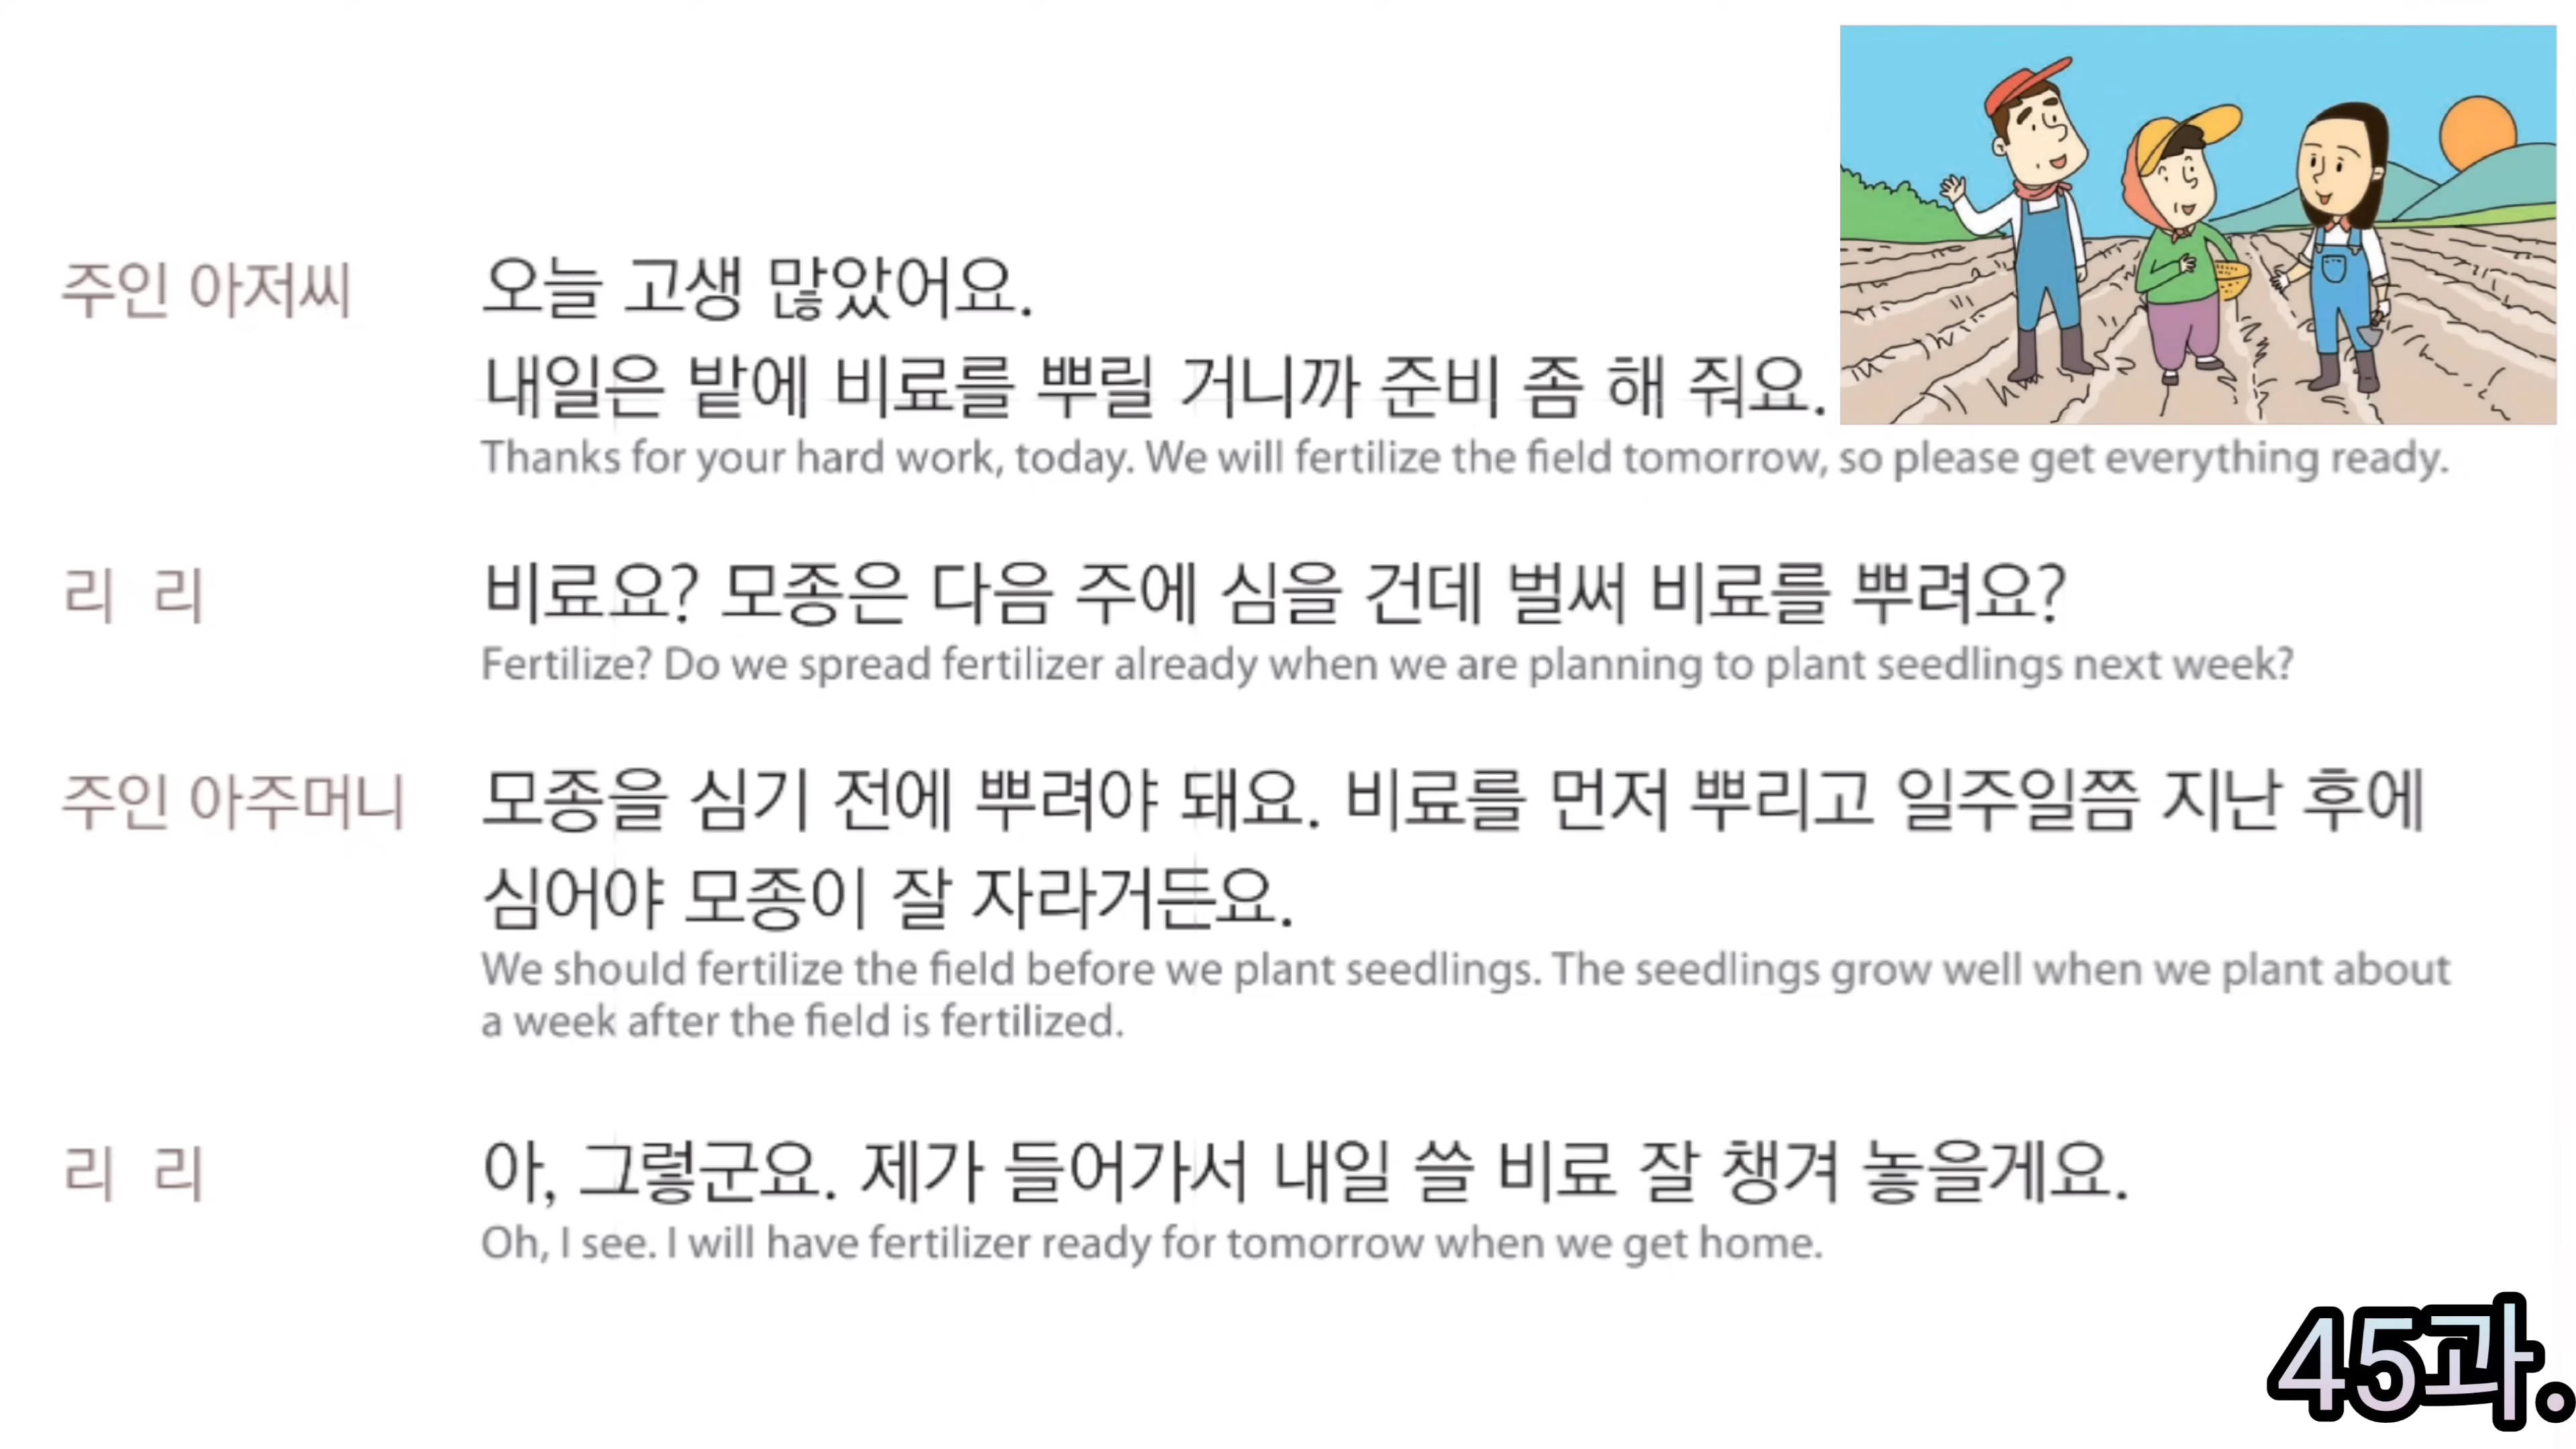 주인 아저씨 오늘 고생 많았어요.
내일은 밭에 비료를 뿌릴 거니까 준비 좀 해 줘요.
Thanks for your hard work, today. We will fertilize the field tomorrow, so please get everything ready.
리 리 비료요? 모종은 다음 주에 심을 건데 벌써 비료를 뿌려요?
Fertilize? Do we spread fertilizer already when we are planning to plant seedlings next week?
주인 아주머니 모종을 심기 전에 뿌려야 돼요. 비료를 먼저 뿌리고 일주일쯤 지난 후에
심어야 모종이 잘 자라거든요.
We should fertilize the field before we plant seedlings. The seedlings grow well when we plant about
a week after the field is fertilized.
리 리 아, 그렇군요. 제가 들어가서 내일 쓸 비료 잘 챙겨 놓을게요.
Oh, I see. I will have fertilizer ready for tomorrow when we get home.
45과.